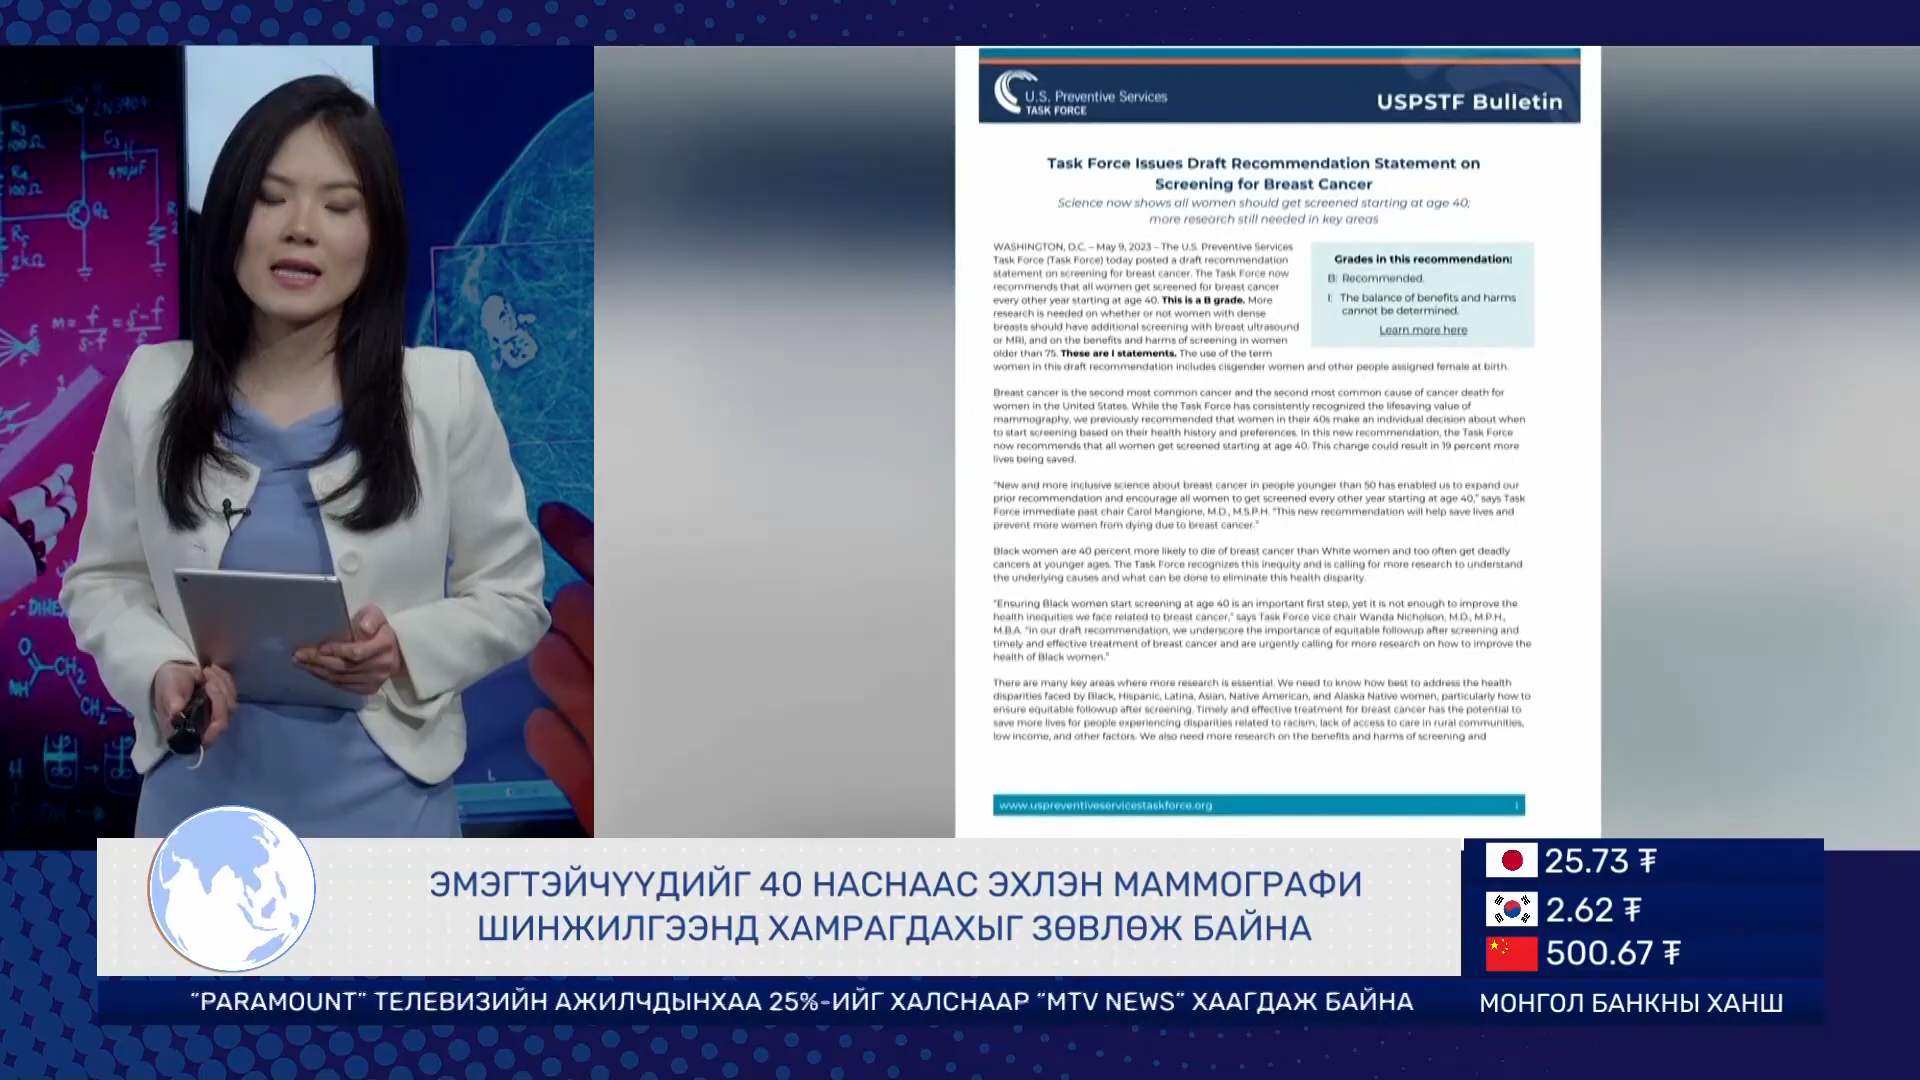 2N3904
R3
100Ω
C3
470μF
R4
100Ω
Q2
R5
2kΩ
M = f/s-f = s'-f/f
NH
CH2
CH2
H
L
U.S. Preventive Services
TASK FORCE
USPSTF Bulletin
Task Force Issues Draft Recommendation Statement on
Screening for Breast Cancer
Science now shows all women should get screened starting at age 40;
more research still needed in key areas
WASHINGTON, D.C. – May 9, 2023 – The U.S. Preventive Services
Task Force (Task Force) today posted a draft recommendation
statement on screening for breast cancer. The Task Force now
recommends that all women get screened for breast cancer
every other year starting at age 40. This is a B grade. More
research is needed on whether or not women with dense
breasts should have additional screening with breast ultrasound
or MRI, and on the benefits and harms of screening in women
older than 75. These are I statements. The use of the term
women in this draft recommendation includes cisgender women and other people assigned female at birth.
Grades in this recommendation:
B: Recommended.
I: The balance of benefits and harms
cannot be determined.
Learn more here
Breast cancer is the second most common cancer and the second most common cause of cancer death for
women in the United States. While the Task Force has consistently recognized the lifesaving value of
mammography, we previously recommended that women in their 40s make an individual decision about when
to start screening based on their health history and preferences. In this new recommendation, the Task Force
now recommends that all women get screened starting at age 40. This change could result in 19 percent more
lives being saved.
"New and more inclusive science about breast cancer in people younger than 50 has enabled us to expand our
prior recommendation and encourage all women to get screened every other year starting at age 40," says Task
Force immediate past chair Carol Mangione, M.D., M.S.P.H. "This new recommendation will help save lives and
prevent more women from dying due to breast cancer."
Black women are 40 percent more likely to die of breast cancer than White women and too often get deadly
cancers at younger ages. The Task Force recognizes this inequity and is calling for more research to understand
the underlying causes and what can be done to eliminate this health disparity.
"Ensuring Black women start screening at age 40 is an important first step, yet it is not enough to improve the
health inequities we face related to breast cancer," says Task Force vice chair Wanda Nicholson, M.D., M.P.H.,
M.B.A. "In our draft recommendation, we underscore the importance of equitable followup after screening and
timely and effective treatment of breast cancer and are urgently calling for more research on how to improve the
health of Black women."
There are many key areas where more research is essential. We need to know how best to address the health
disparities faced by Black, Hispanic, Latina, Asian, Native American, and Alaska Native women, particularly how to
ensure equitable followup after screening. Timely and effective treatment for breast cancer has the potential to
save more lives for people experiencing disparities related to racism, lack of access to care in rural communities,
low income, and other factors. We also need more research on the benefits and harms of screening and
www.uspreventiveservicestaskforce.org
1
ЭМЭГТЭЙЧҮҮДИЙГ 40 НАСНААС ЭХЛЭН МАММОГРАФИ
ШИНЖИЛГЭЭНД ХАМРАГДАХЫГ ЗӨВЛӨЖ БАЙНА
25.73 ₮
2.62 ₮
500.67 ₮
"PARAMOUNT" ТЕЛЕВИЗИЙН АЖИЛЧДЫНХАА 25%-ИЙГ ХАЛСНААР "MTV NEWS" ХААГДАЖ БАЙНА
МОНГОЛ БАНКНЫ ХАНШ